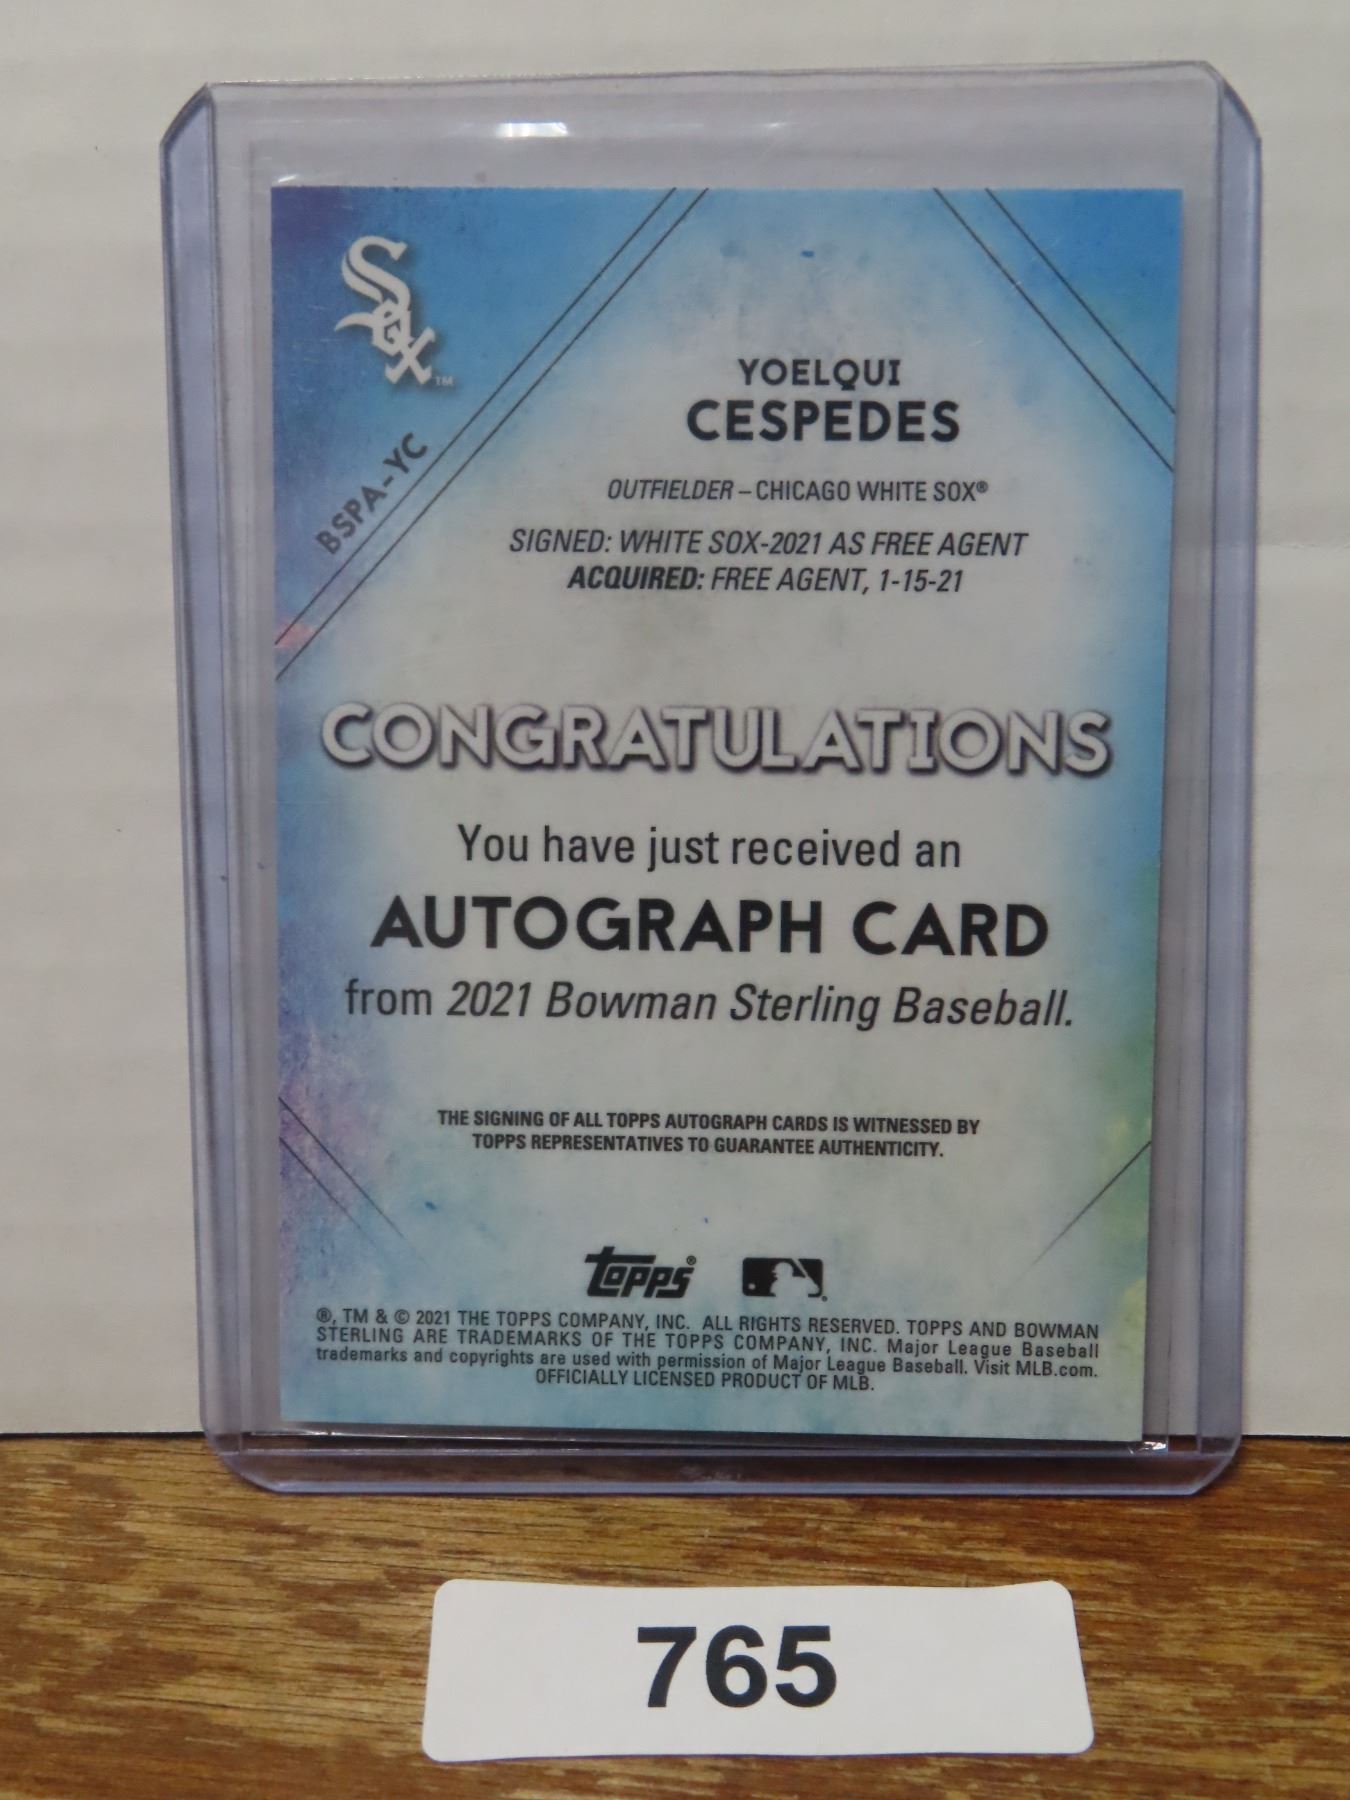 Sox™
BSPA-YC
YOELQUI
CESPEDES
OUTFIELDER – CHICAGO WHITE SOX®
SIGNED: WHITE SOX-2021 AS FREE AGENT
ACQUIRED: FREE AGENT, 1-15-21
CONGRATULATIONS
You have just received an
AUTOGRAPH CARD
from 2021 Bowman Sterling Baseball.
THE SIGNING OF ALL TOPPS AUTOGRAPH CARDS IS WITNESSED BY
TOPPS REPRESENTATIVES TO GUARANTEE AUTHENTICITY.
topps®
®, TM & © 2021 THE TOPPS COMPANY, INC. ALL RIGHTS RESERVED. TOPPS AND BOWMAN
STERLING ARE TRADEMARKS OF THE TOPPS COMPANY, INC. Major League Baseball
trademarks and copyrights are used with permission of Major League Baseball. Visit MLB.com.
OFFICIALLY LICENSED PRODUCT OF MLB.
765